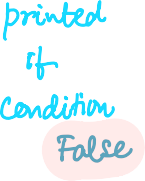 printed
if
condition
False